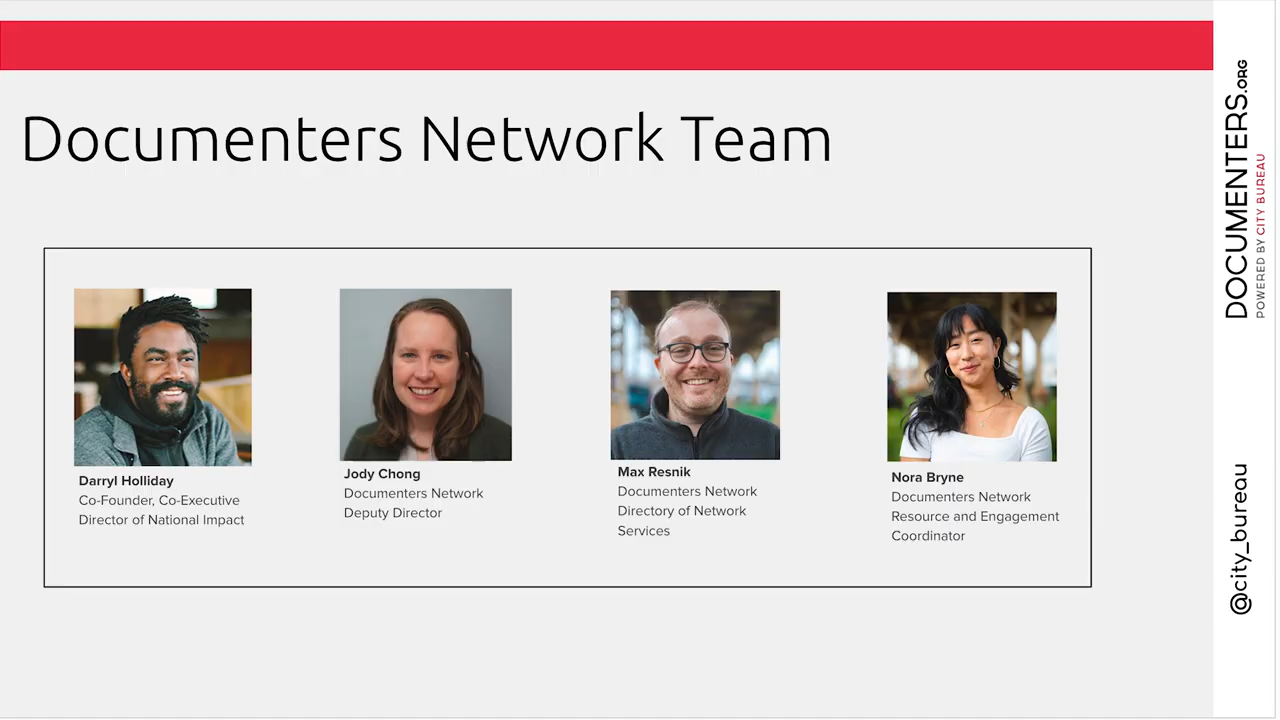 Documenters Network Team
Darryl Holliday
Co-Founder, Co-Executive
Director of National Impact
Jody Chong
Documenters Network
Deputy Director
Max Resnik
Documenters Network
Directory of Network
Services
Nora Bryne
Documenters Network
Resource and Engagement
Coordinator
DOCUMENTERS.ORG
POWERED BY CITY BUREAU
@city_bureau